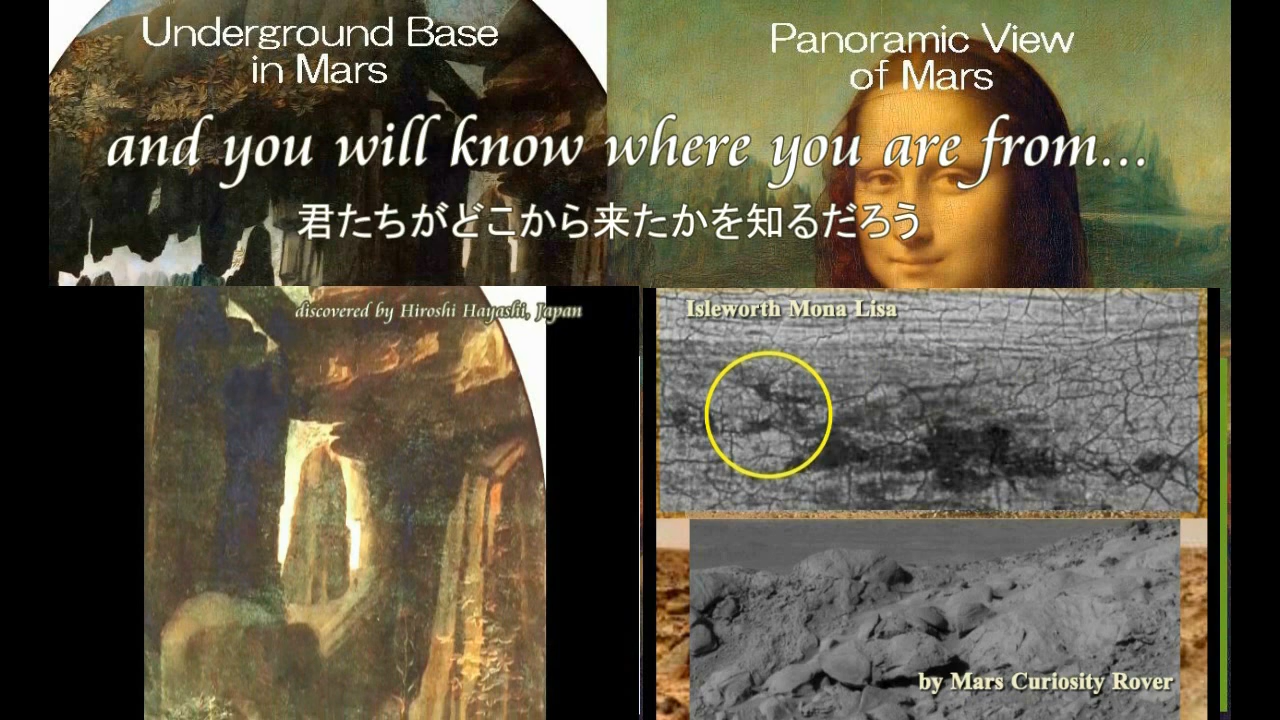 Underground Base
in Mars
Panoramic View
of Mars
and you will know where you are from...
君たちがどこから来たかを知るだろう
discovered by Hiroshi Hayashi, Japan
Isleworth Mona Lisa
by Mars Curiosity Rover